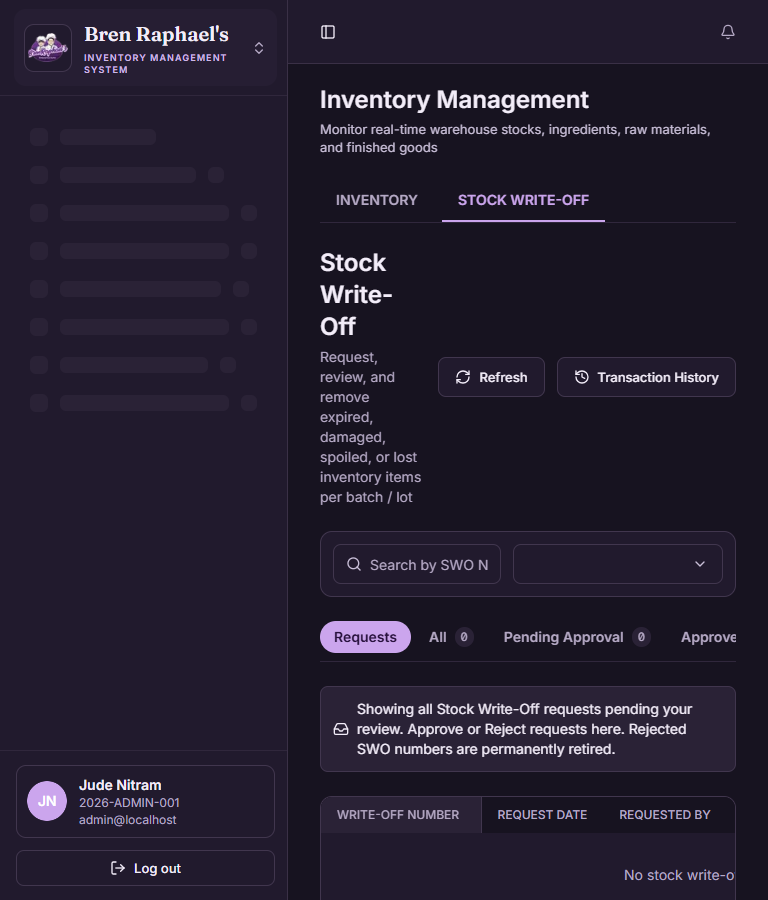 Bren Raphael's
INVENTORY MANAGEMENT
SYSTEM
Inventory Management
Monitor real-time warehouse stocks, ingredients, raw materials,
and finished goods
INVENTORY
STOCK WRITE-OFF
Stock
Write-
Off
Request,
review, and
remove
expired,
damaged,
spoiled, or lost
inventory items
per batch / lot
Refresh
Transaction History
Search by SWO N
Requests
All 0
Pending Approval 0
Approve
Showing all Stock Write-Off requests pending your
review. Approve or Reject requests here. Rejected
SWO numbers are permanently retired.
WRITE-OFF NUMBER
REQUEST DATE
REQUESTED BY
No stock write-o
JN
Jude Nitram
2026-ADMIN-001
admin@localhost
Log out